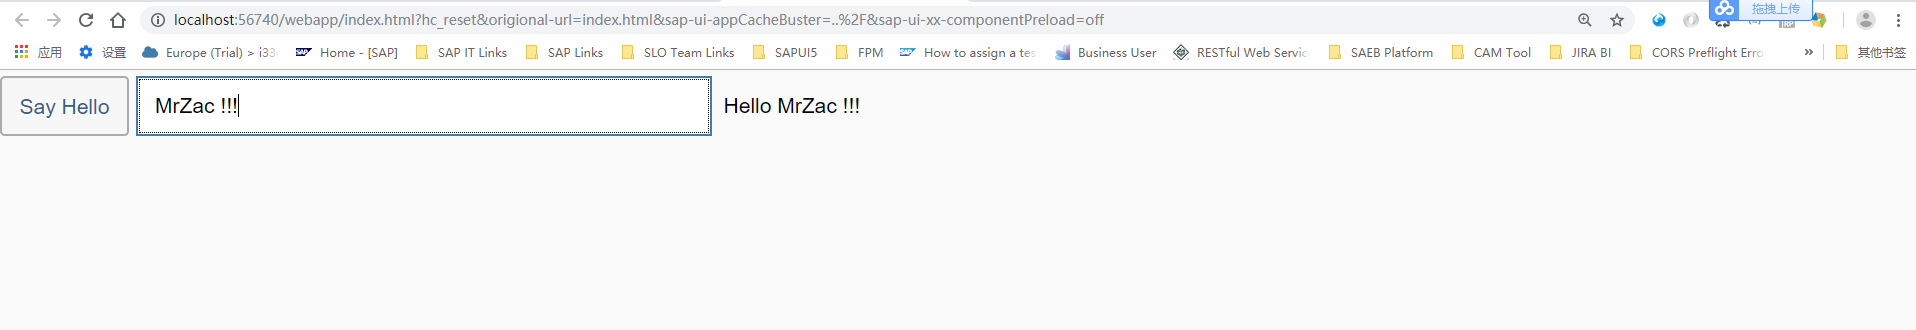 localhost:56740/webapp/index.html?hc_reset&origional-url=index.html&sap-ui-appCacheBuster=..%2F&sap-ui-xx-componentPreload=off
拖拽上传
应用 设置 Europe (Trial) > i33 SAP Home - [SAP] SAP IT Links SAP Links SLO Team Links SAPUI5 FPM SAP How to assign a tes Business User RESTful Web Servic SAEB Platform CAM Tool JIRA BI CORS Preflight Erro » 其他书签
Say Hello MrZac !!! Hello MrZac !!!